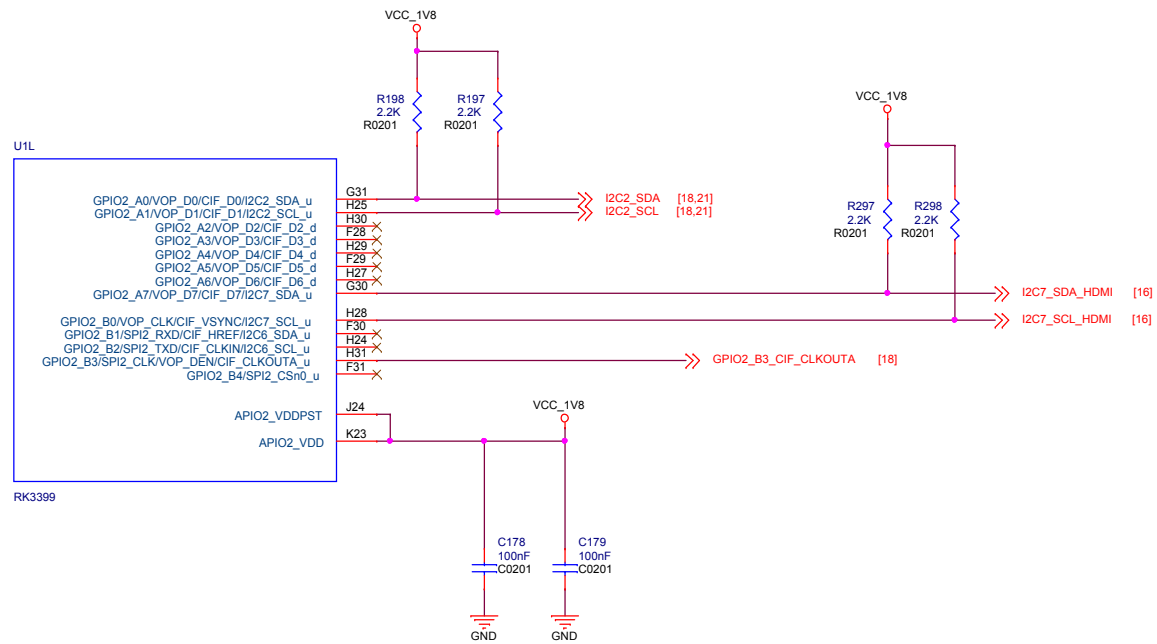 VCC_1V8
R198
2.2K
R0201
R197
2.2K
R0201
VCC_1V8
R297
2.2K
R0201
R298
2.2K
R0201
U1L
GPIO2_A0/VOP_D0/CIF_D0/I2C2_SDA_u G31 I2C2_SDA [18,21]
GPIO2_A1/VOP_D1/CIF_D1/I2C2_SCL_u H25 I2C2_SCL [18,21]
GPIO2_A2/VOP_D2/CIF_D2_d H30
GPIO2_A3/VOP_D3/CIF_D3_d F28
GPIO2_A4/VOP_D4/CIF_D4_d H29
GPIO2_A5/VOP_D5/CIF_D5_d F29
GPIO2_A6/VOP_D6/CIF_D6_d H27
GPIO2_A7/VOP_D7/CIF_D7/I2C7_SDA_u G30 I2C7_SDA_HDMI [16]
GPIO2_B0/VOP_CLK/CIF_VSYNC/I2C7_SCL_u H28 I2C7_SCL_HDMI [16]
GPIO2_B1/SPI2_RXD/CIF_HREF/I2C6_SDA_u F30
GPIO2_B2/SPI2_TXD/CIF_CLKIN/I2C6_SCL_u H24
GPIO2_B3/SPI2_CLK/VOP_DEN/CIF_CLKOUTA_u H31 GPIO2_B3_CIF_CLKOUTA [18]
GPIO2_B4/SPI2_CSn0_u F31
APIO2_VDDPST J24
APIO2_VDD K23
VCC_1V8
RK3399
C178
100nF
C0201
C179
100nF
C0201
GND
GND